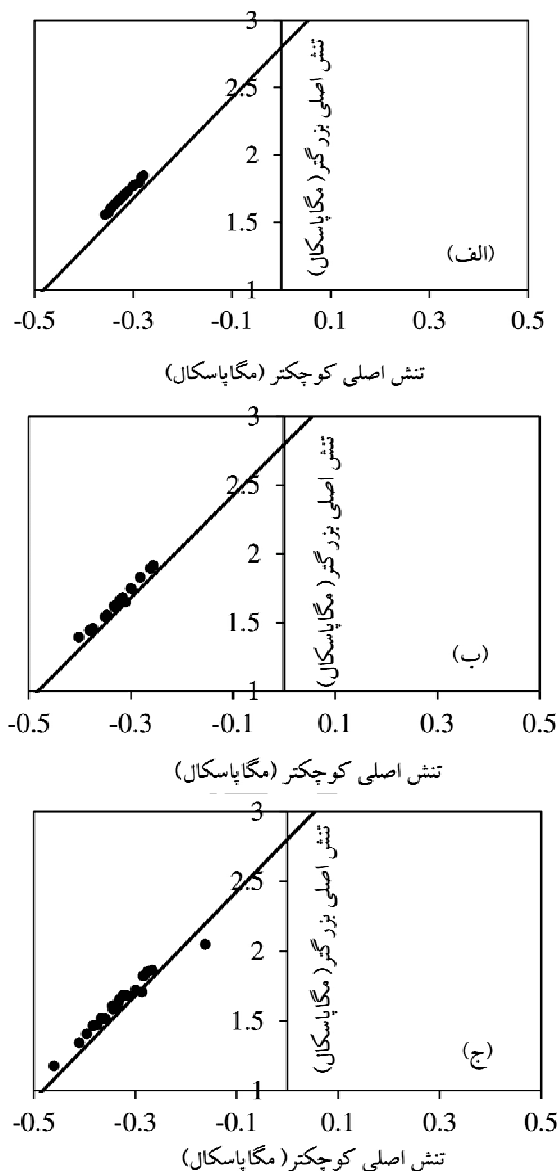 3
2.5
2
1.5
1
تنش اصلی بزرگتر( مگاپاسکال)
(الف)
-0.5 -0.3 -0.1 0.1 0.3 0.5
تنش اصلی کوچکتر (مگاپاسکال)
3
2.5
2
1.5
1
تنش اصلی بزرگتر( مگاپاسکال)
(ب)
-0.5 -0.3 -0.1 0.1 0.3 0.5
تنش اصلی کوچکتر (مگاپاسکال)
3
2.5
2
1.5
1
تنش اصلی بزرگتر( مگاپاسکال)
(ج)
-0.5 -0.3 -0.1 0.1 0.3 0.5
تنش اصلی کوچکتر( مگاپاسکال)